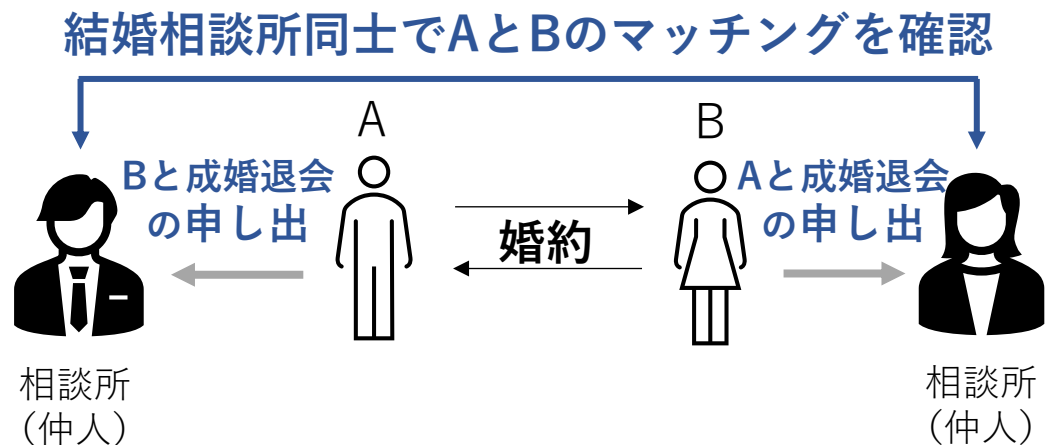 結婚相談所同士でAとBのマッチングを確認
A
B
Bと成婚退会
の申し出
婚約
Aと成婚退会
の申し出
相談所
（仲人）
相談所
（仲人）